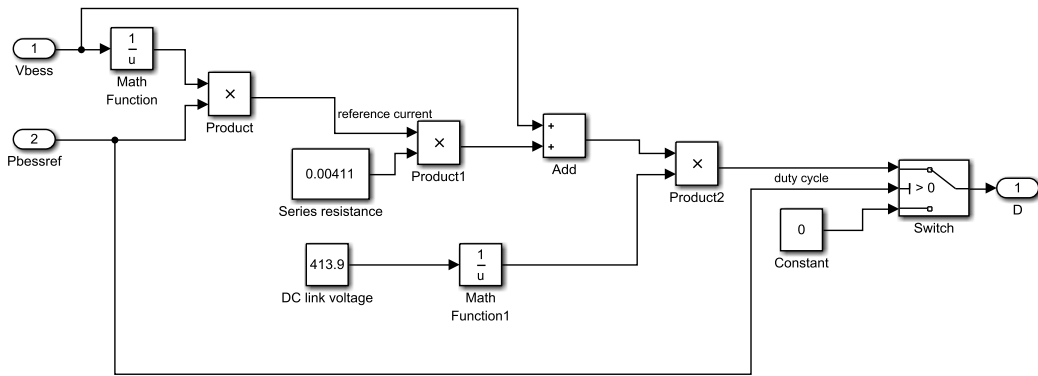 1
Vbess
1
u
Math
Function
×
Product
2
Pbessref
reference current
0.00411
Series resistance
×
Product1
+
+
Add
413.9
DC link voltage
1
u
Math
Function1
×
Product2
duty cycle
0
Constant
> 0
Switch
1
D